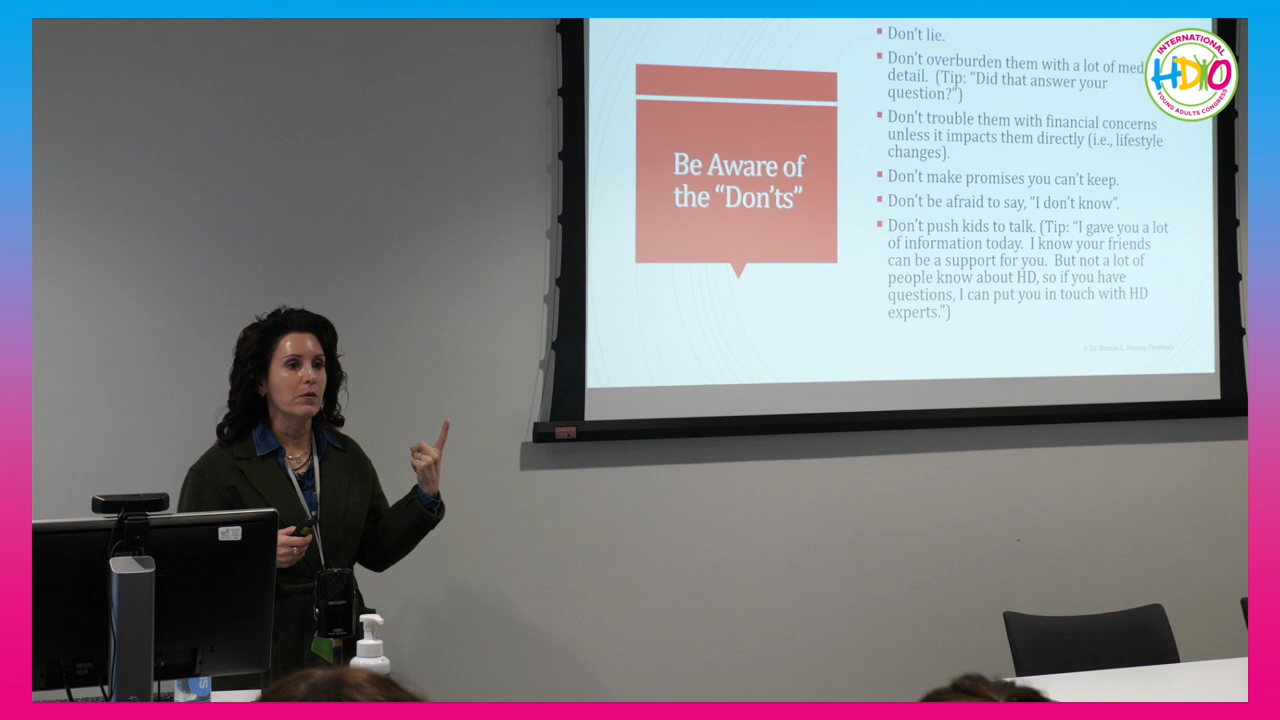 Be Aware of
the “Don’ts”
Don’t lie.
Don’t overburden them with a lot of med
detail. (Tip: “Did that answer your
question?”)
Don’t trouble them with financial concerns
unless it impacts them directly (i.e., lifestyle
changes).
Don’t make promises you can’t keep.
Don’t be afraid to say, “I don’t know”.
Don’t push kids to talk. (Tip: “I gave you a lot
of information today. I know your friends
can be a support for you. But not a lot of
people know about HD, so if you have
questions, I can put you in touch with HD
experts.”)
INTERNATIONAL
HDYO
YOUNG ADULTS CONGRESS